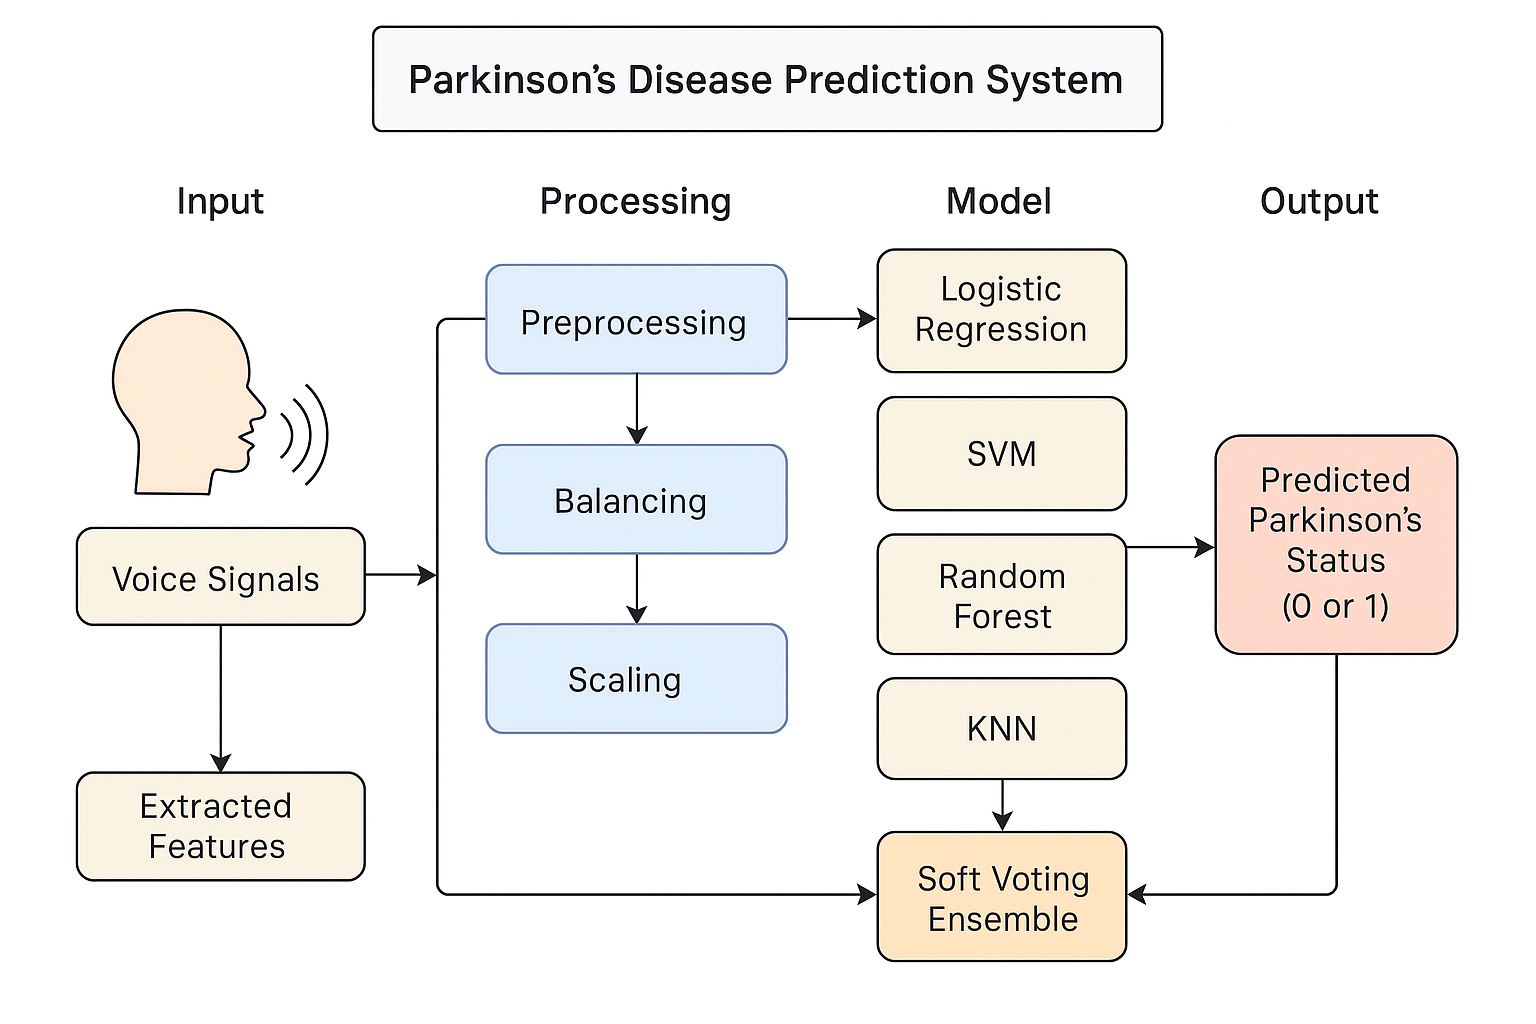 Parkinson’s Disease Prediction System
Input
Processing
Model
Output
Voice Signals
Extracted
Features
Preprocessing
Balancing
Scaling
Logistic
Regression
SVM
Random
Forest
KNN
Soft Voting
Ensemble
Predicted
Parkinson’s
Status
(0 or 1)